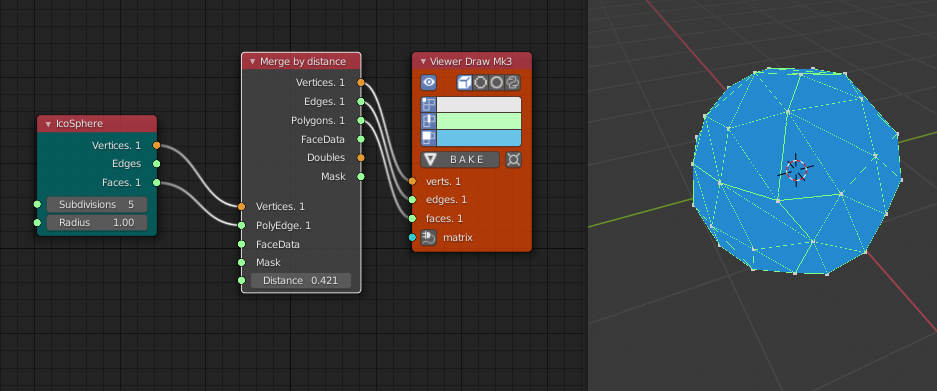 IcoSphere
Vertices. 1
Edges
Faces. 1
Subdivisions 5
Radius 1.00
Merge by distance
Vertices. 1
Edges. 1
Polygons. 1
FaceData
Doubles
Mask
Vertices. 1
PolyEdge. 1
FaceData
Mask
Distance 0.421
Viewer Draw Mk3
BAKE
verts. 1
edges. 1
faces. 1
matrix